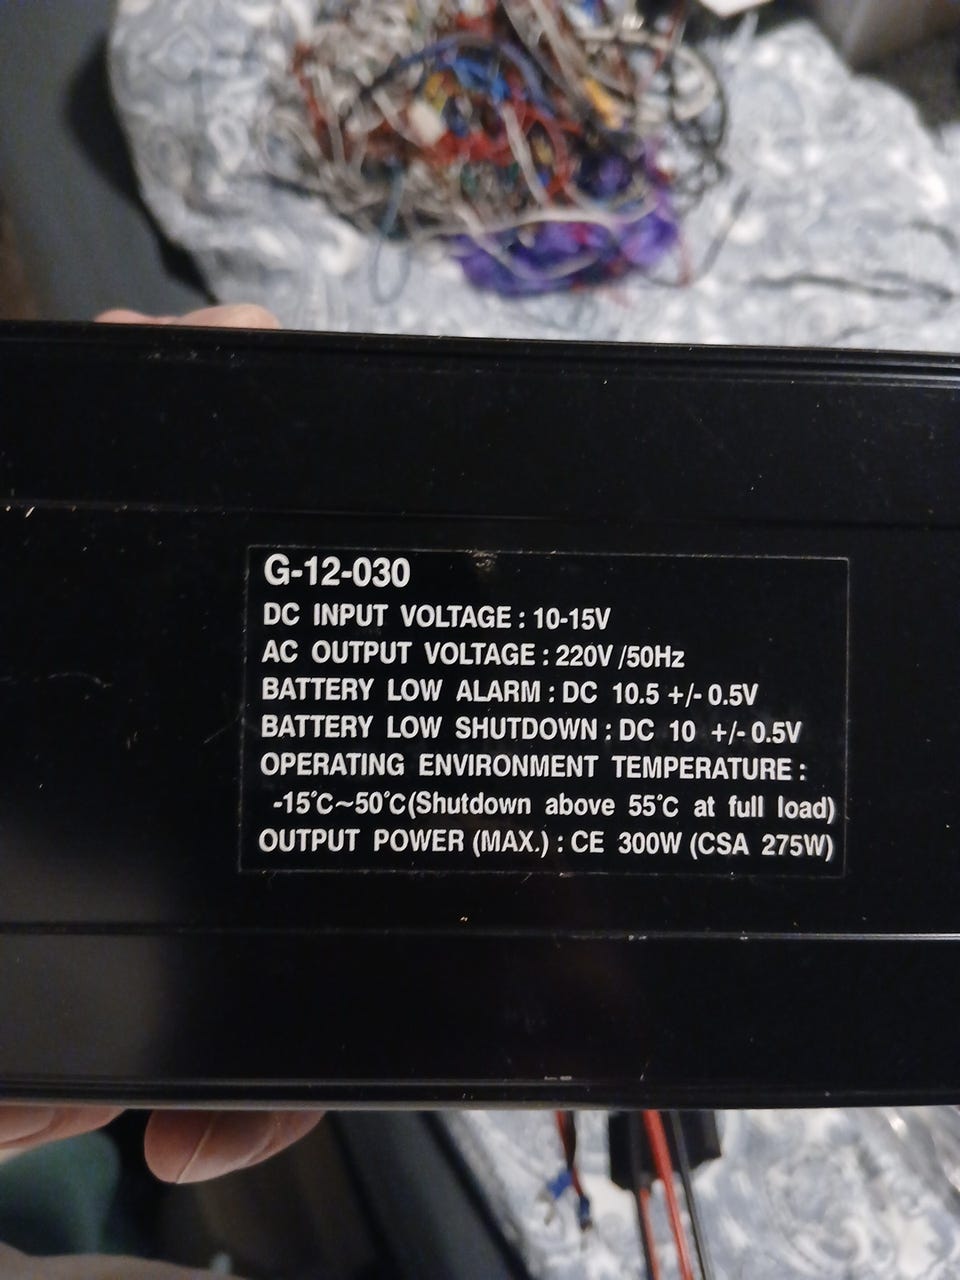 G-12-030
DC INPUT VOLTAGE : 10-15V
AC OUTPUT VOLTAGE : 220V /50Hz
BATTERY LOW ALARM : DC 10.5 +/- 0.5V
BATTERY LOW SHUTDOWN : DC 10 +/- 0.5V
OPERATING ENVIRONMENT TEMPERATURE :
-15°C~50°C(Shutdown above 55°C at full load)
OUTPUT POWER (MAX.) : CE 300W (CSA 275W)